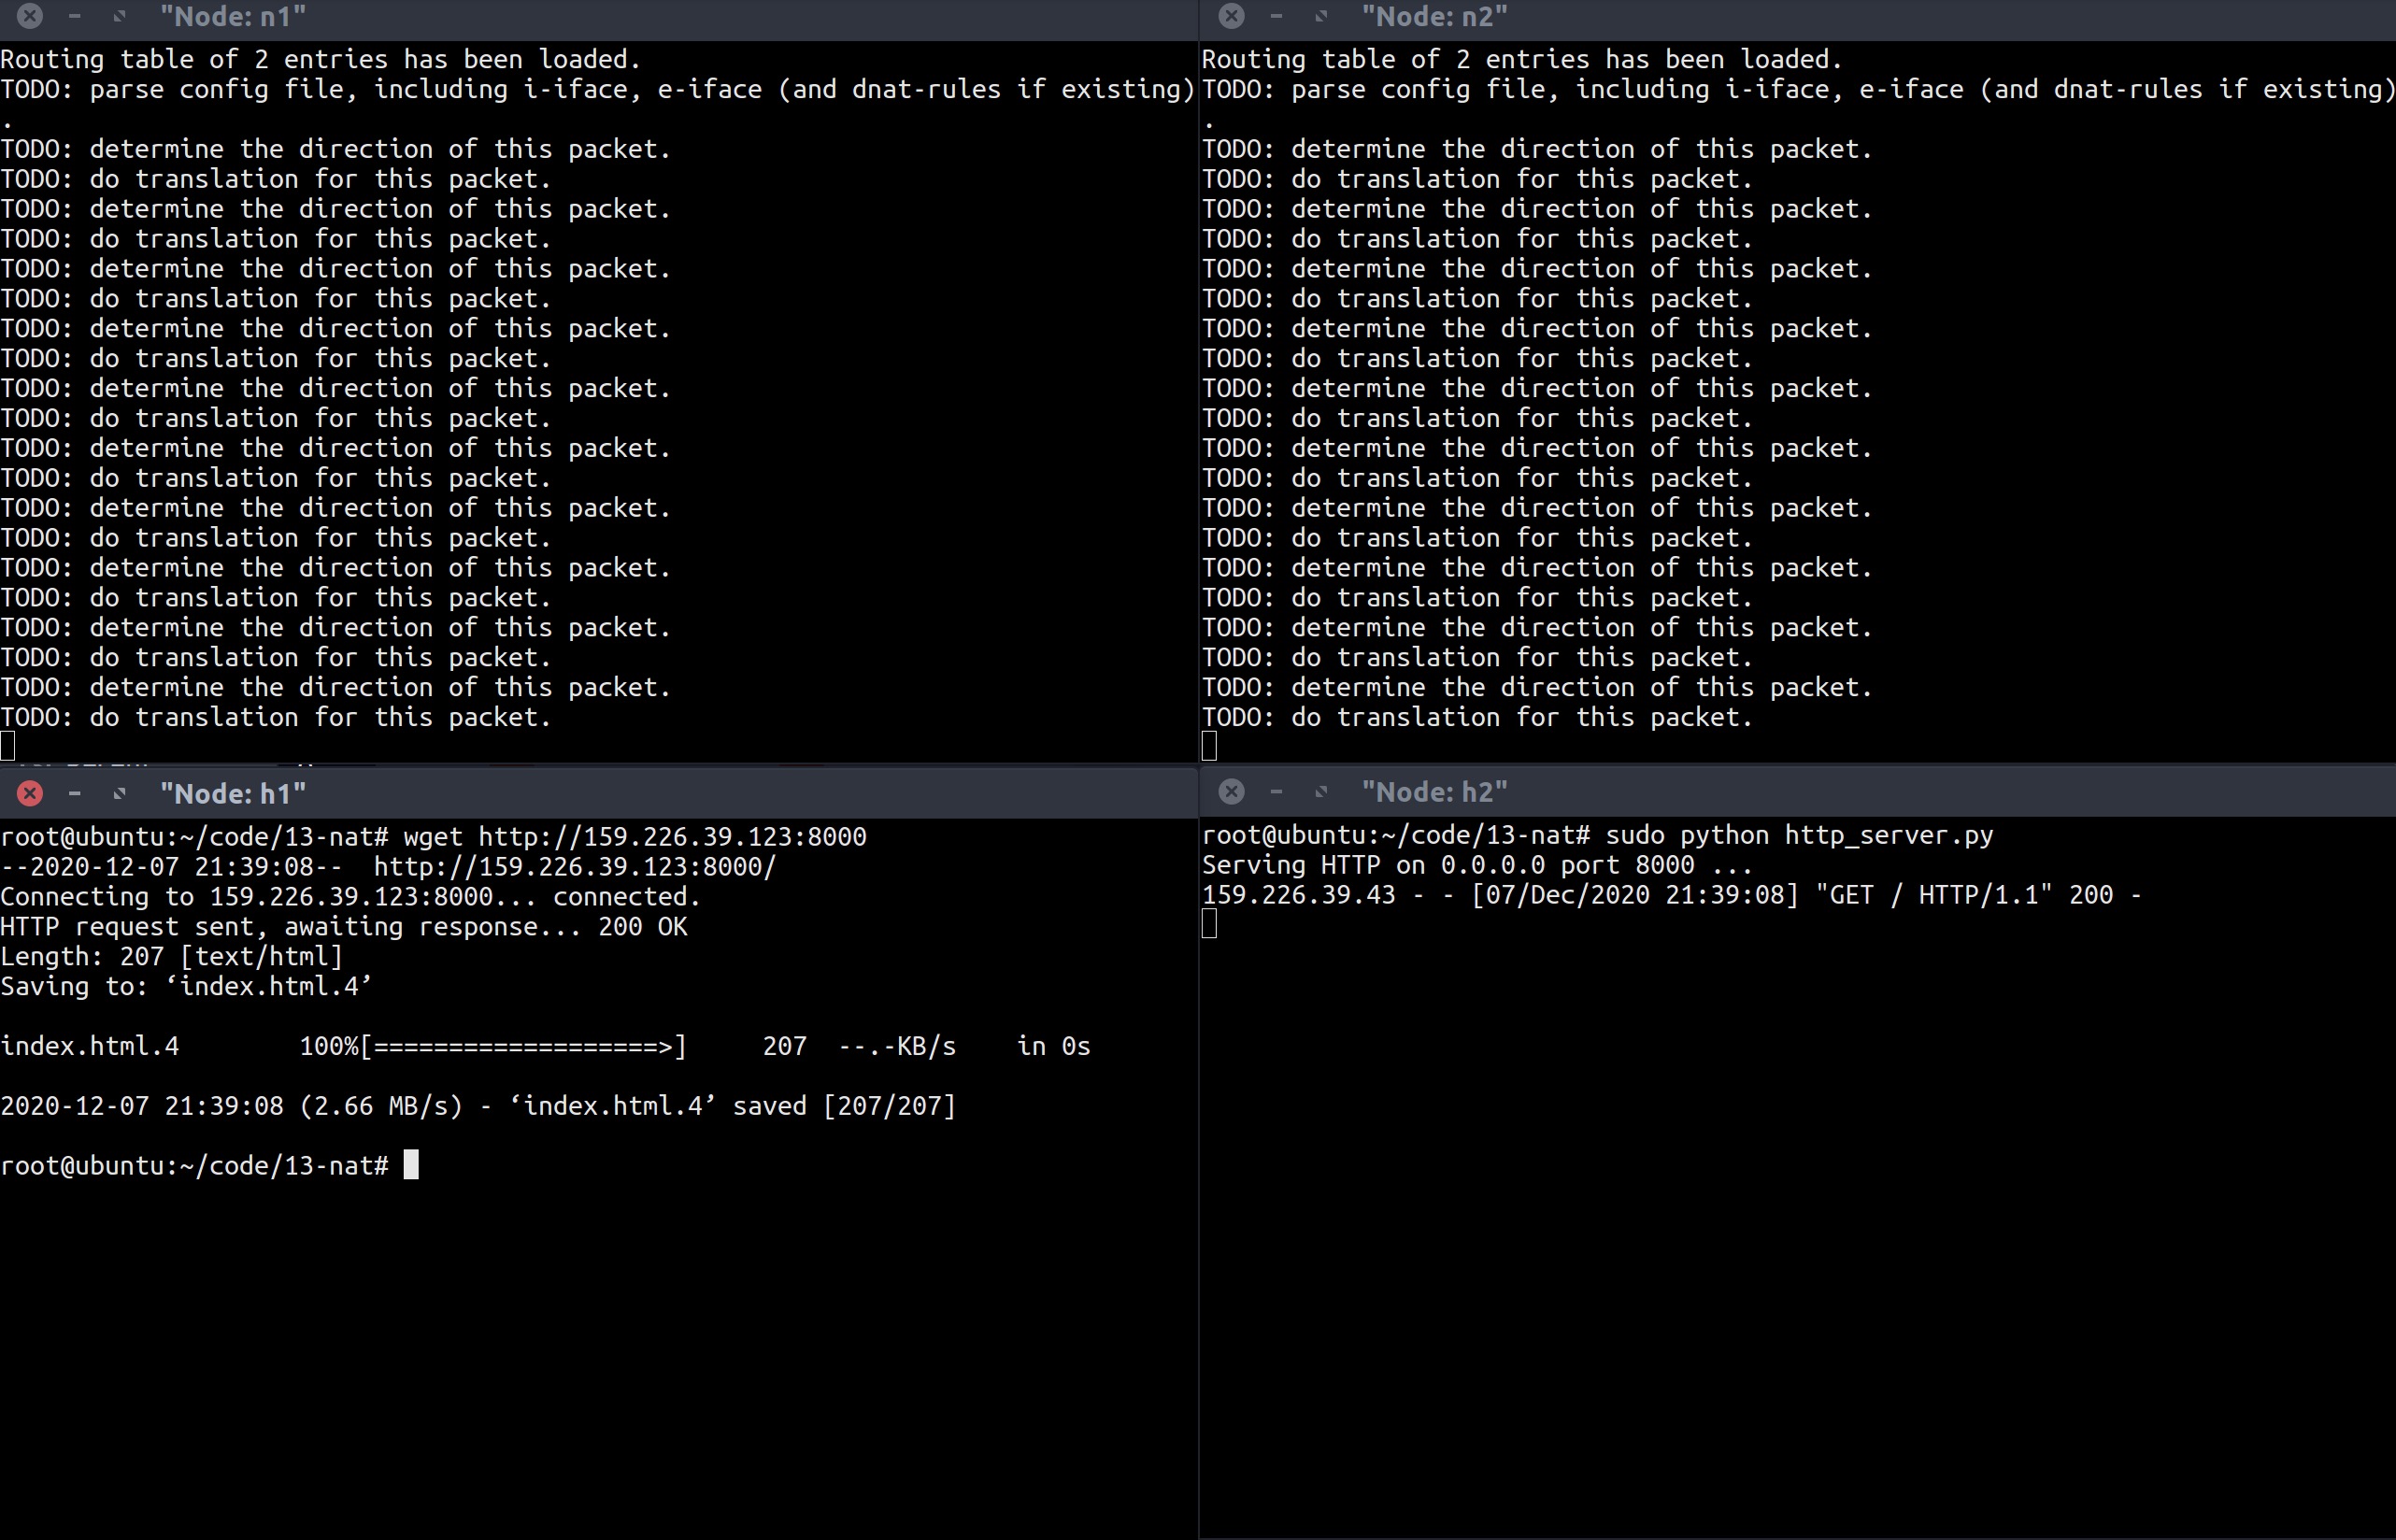 "Node: n1"
Routing table of 2 entries has been loaded.
TODO: parse config file, including i-iface, e-iface (and dnat-rules if existing)
.
TODO: determine the direction of this packet.
TODO: do translation for this packet.
TODO: determine the direction of this packet.
TODO: do translation for this packet.
TODO: determine the direction of this packet.
TODO: do translation for this packet.
TODO: determine the direction of this packet.
TODO: do translation for this packet.
TODO: determine the direction of this packet.
TODO: do translation for this packet.
TODO: determine the direction of this packet.
TODO: do translation for this packet.
TODO: determine the direction of this packet.
TODO: do translation for this packet.
TODO: determine the direction of this packet.
TODO: do translation for this packet.
TODO: determine the direction of this packet.
TODO: do translation for this packet.
TODO: determine the direction of this packet.
TODO: do translation for this packet.
"Node: n2"
Routing table of 2 entries has been loaded.
TODO: parse config file, including i-iface, e-iface (and dnat-rules if existing)
.
TODO: determine the direction of this packet.
TODO: do translation for this packet.
TODO: determine the direction of this packet.
TODO: do translation for this packet.
TODO: determine the direction of this packet.
TODO: do translation for this packet.
TODO: determine the direction of this packet.
TODO: do translation for this packet.
TODO: determine the direction of this packet.
TODO: do translation for this packet.
TODO: determine the direction of this packet.
TODO: do translation for this packet.
TODO: determine the direction of this packet.
TODO: do translation for this packet.
TODO: determine the direction of this packet.
TODO: do translation for this packet.
TODO: determine the direction of this packet.
TODO: do translation for this packet.
TODO: determine the direction of this packet.
TODO: do translation for this packet.
"Node: h1"
root@ubuntu:~/code/13-nat# wget http://159.226.39.123:8000
--2020-12-07 21:39:08--  http://159.226.39.123:8000/
Connecting to 159.226.39.123:8000... connected.
HTTP request sent, awaiting response... 200 OK
Length: 207 [text/html]
Saving to: ‘index.html.4’
index.html.4        100%[===================>]     207  --.-KB/s    in 0s
2020-12-07 21:39:08 (2.66 MB/s) - ‘index.html.4’ saved [207/207]
root@ubuntu:~/code/13-nat#
"Node: h2"
root@ubuntu:~/code/13-nat# sudo python http_server.py
Serving HTTP on 0.0.0.0 port 8000 ...
159.226.39.43 - - [07/Dec/2020 21:39:08] "GET / HTTP/1.1" 200 -